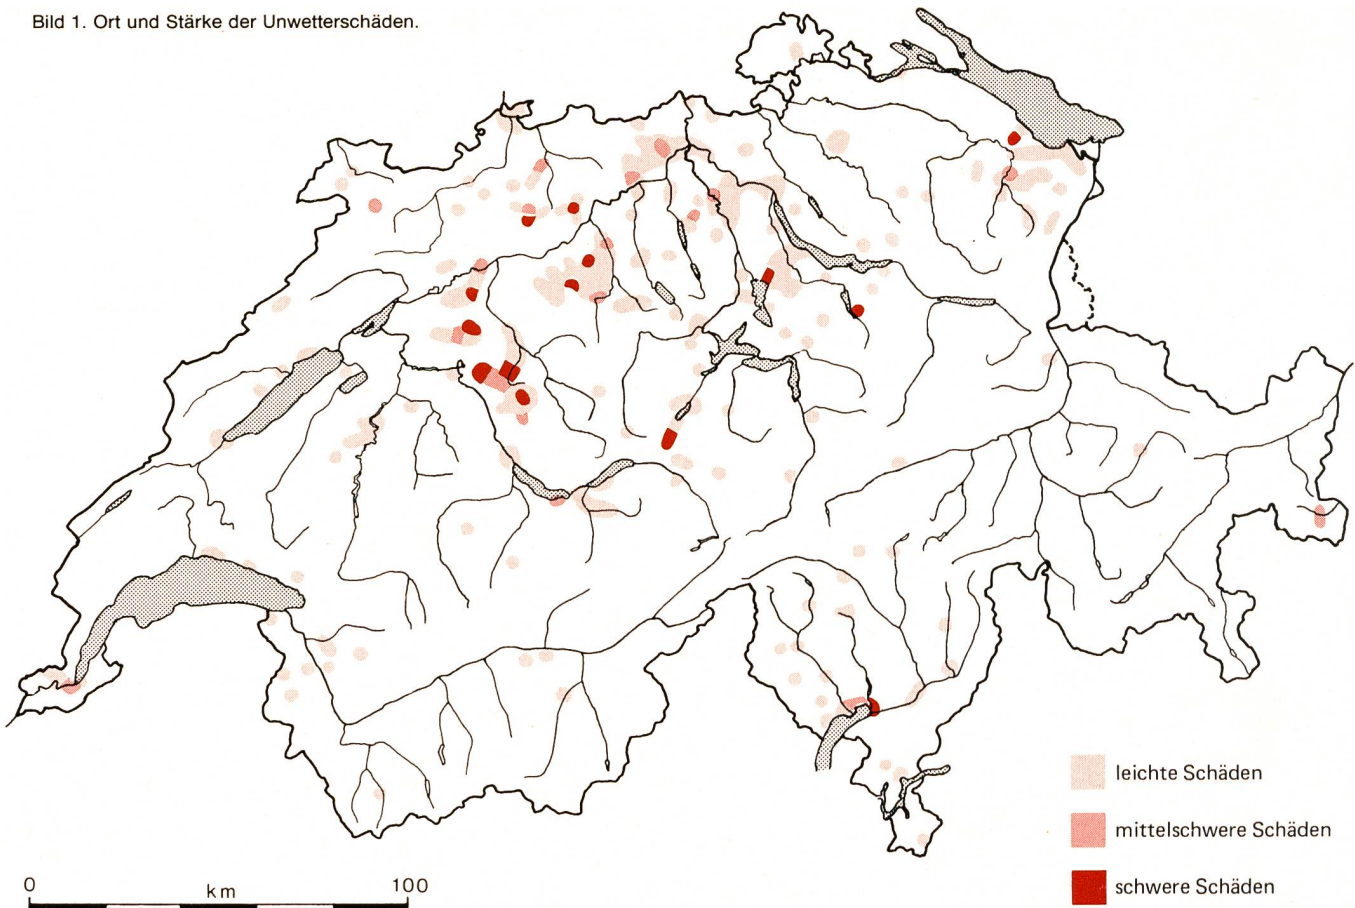 Bild 1. Ort und Stärke der Unwetterschäden.
leichte Schäden
mittelschwere Schäden
schwere Schäden
0 km 100